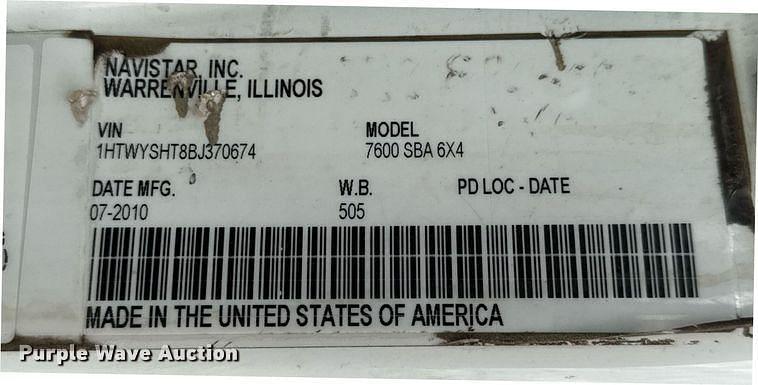 NAVISTAR, INC.
WARRENVILLE, ILLINOIS
VIN MODEL
1HTWYSHT8BJ370674 7600 SBA 6X4
DATE MFG. W.B. PD LOC - DATE
07-2010 505
MADE IN THE UNITED STATES OF AMERICA
Purple Wave Auction